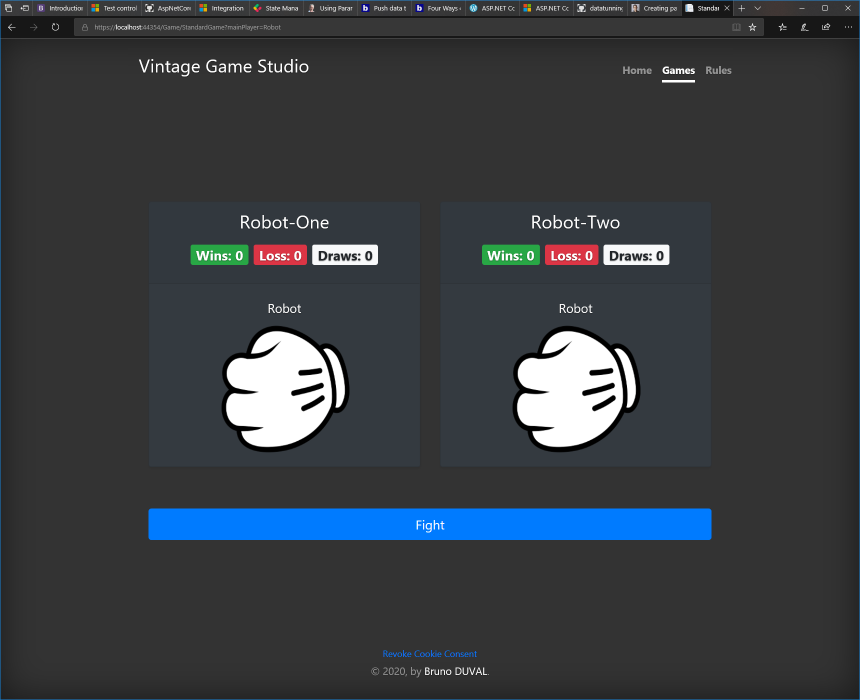 Introduction
Test control
AspNetCon
Integration
State Mana
Using Parar
Push data t
Four Ways
ASP.NET Cc
ASP.NET Cc
datatunning
Creating pa
Standar
https://localhost:44354/Game/StandardGame?mainPlayer=Robot
Vintage Game Studio
Home Games Rules
Robot-One
Wins: 0 Loss: 0 Draws: 0
Robot
Robot-Two
Wins: 0 Loss: 0 Draws: 0
Robot
Fight
Revoke Cookie Consent
© 2020, by Bruno DUVAL.